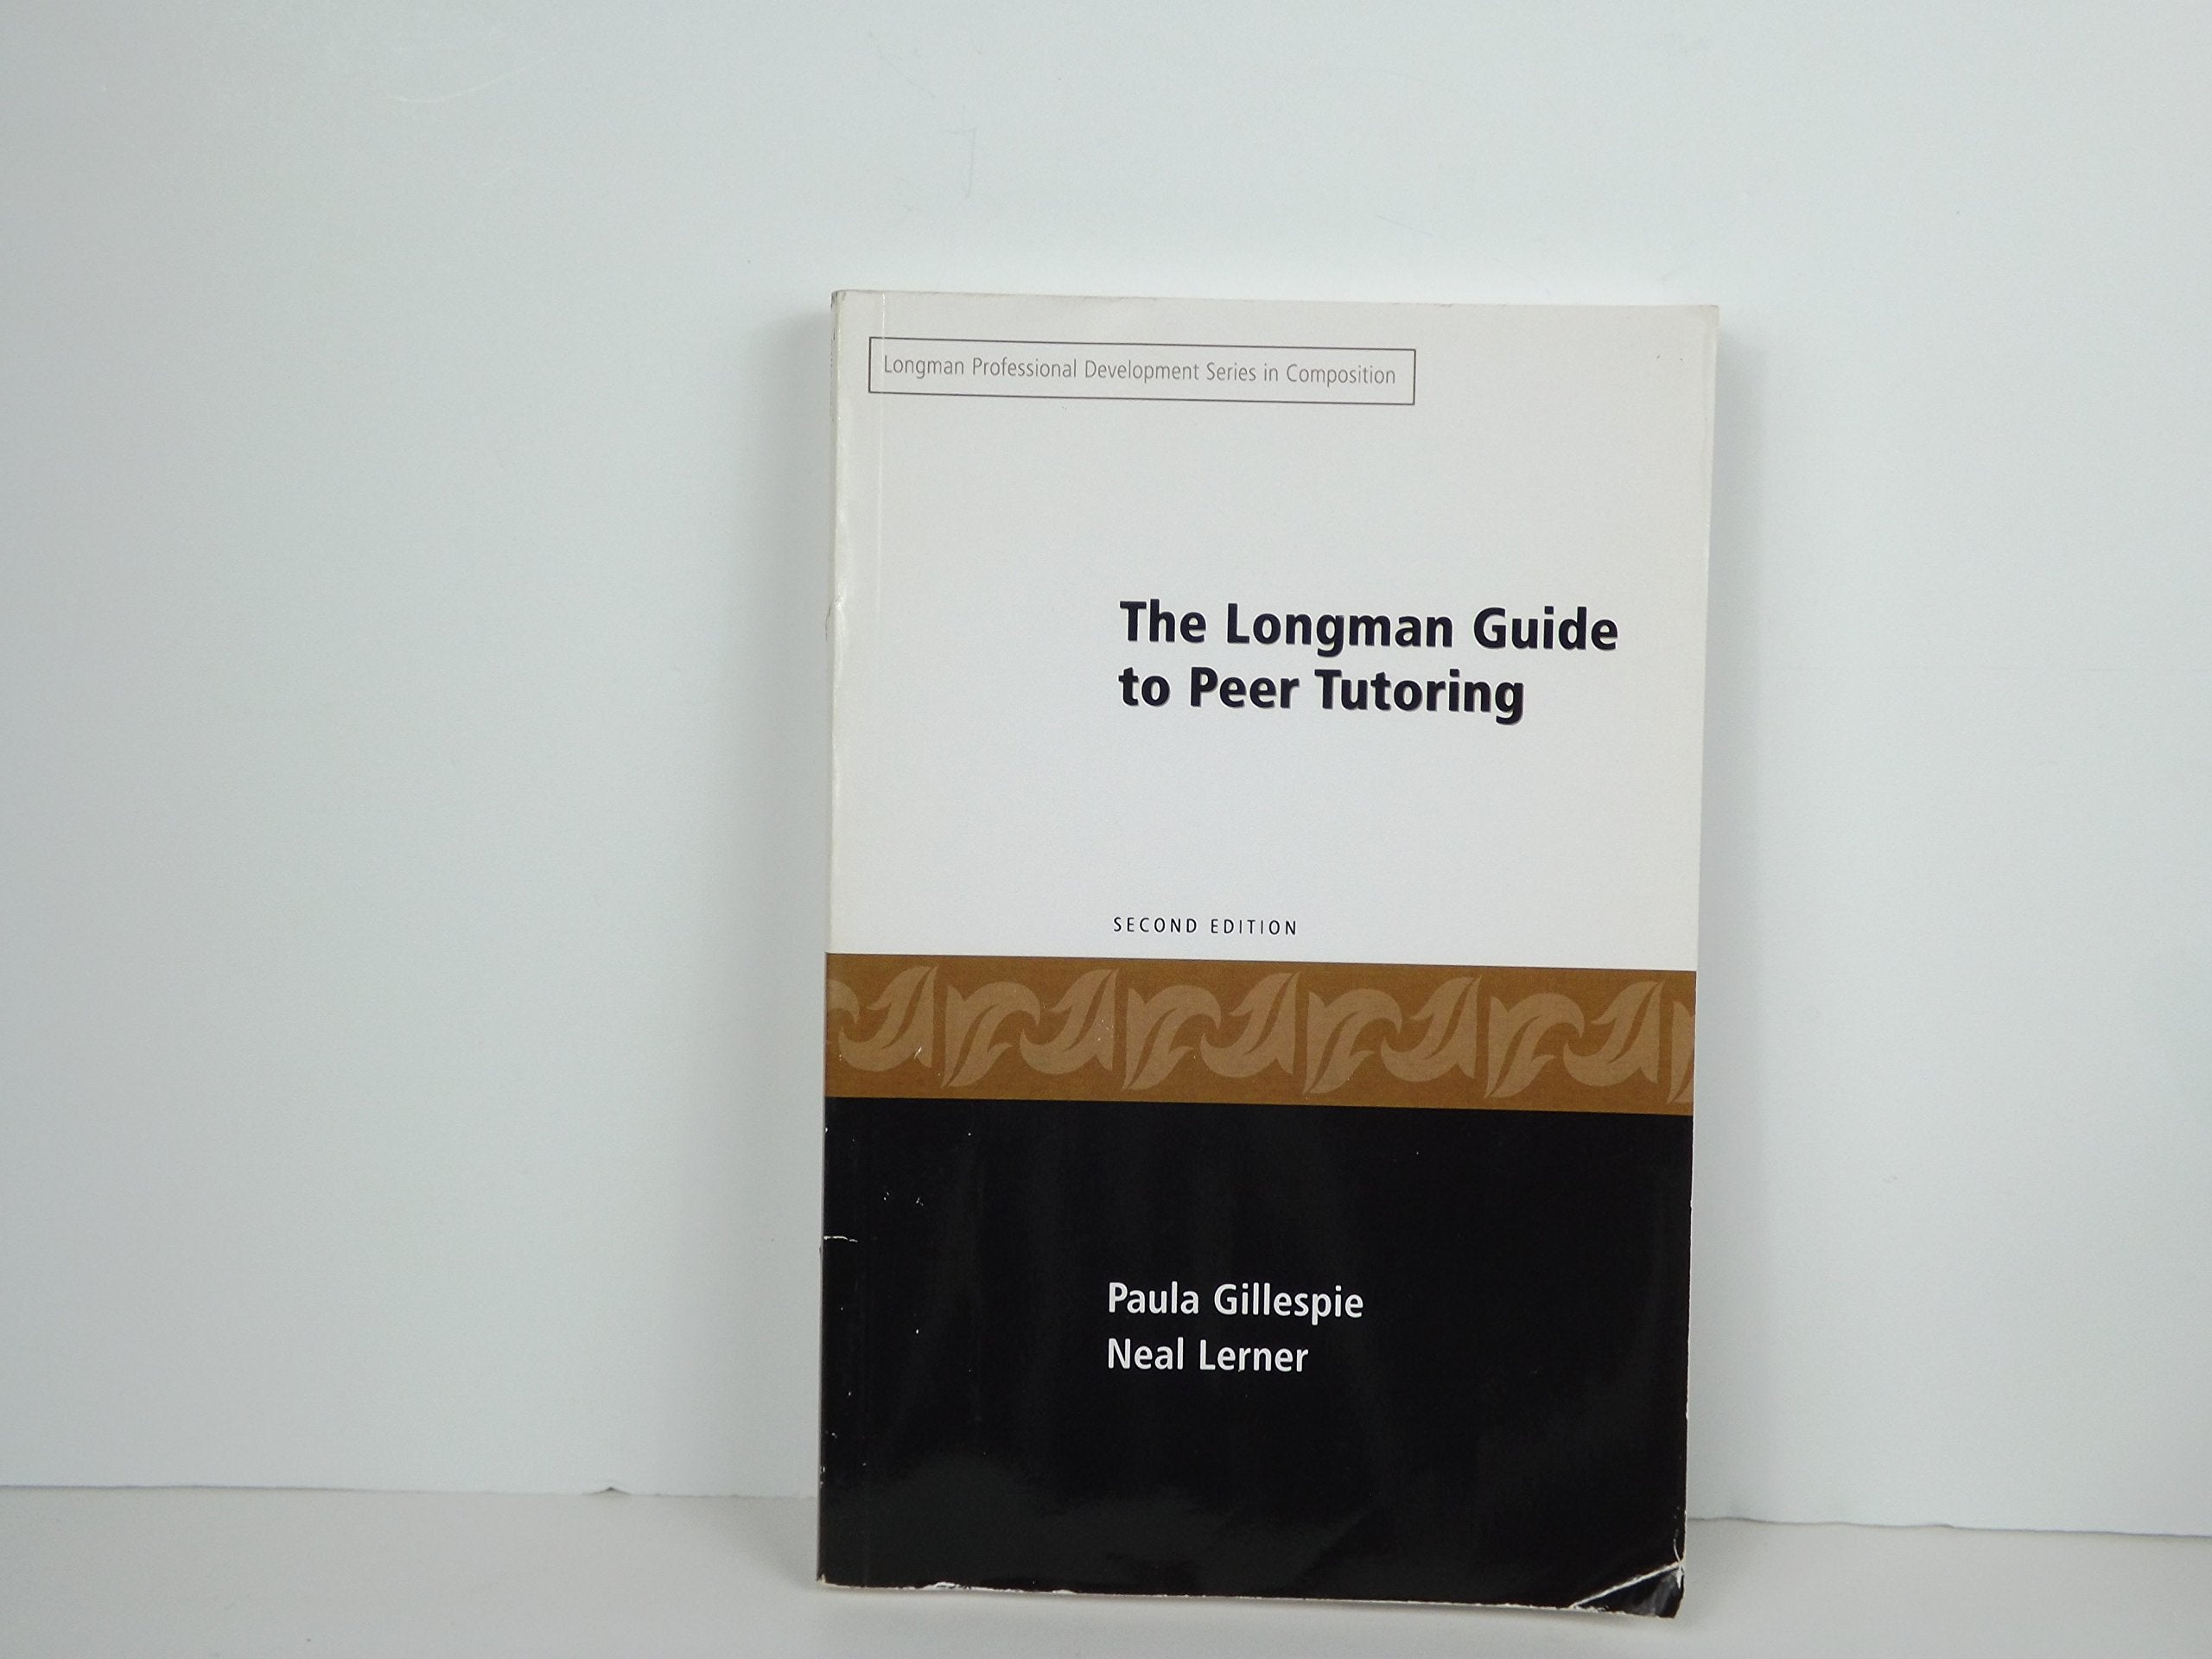 Longman Professional Development Series in Composition
The Longman Guide
to Peer Tutoring
SECOND EDITION
Paula Gillespie
Neal Lerner